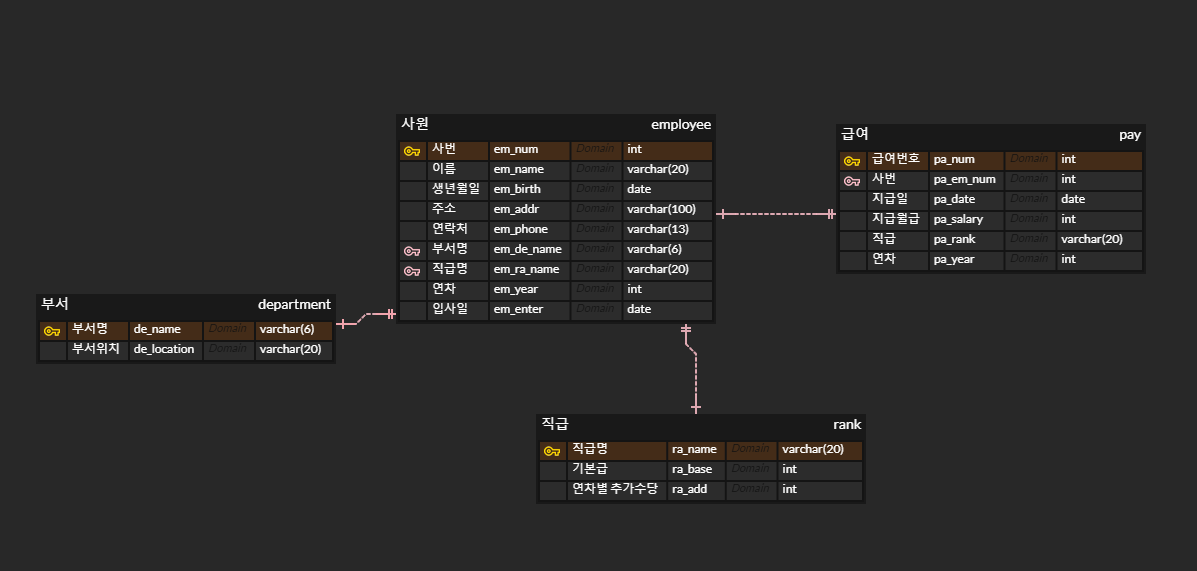 사원 employee
사번 em_num Domain int
이름 em_name Domain varchar(20)
생년월일 em_birth Domain date
주소 em_addr Domain varchar(100)
연락처 em_phone Domain varchar(13)
부서명 em_de_name Domain varchar(6)
직급명 em_ra_name Domain varchar(20)
연차 em_year Domain int
입사일 em_enter Domain date
급여 pay
급여번호 pa_num Domain int
사번 pa_em_num Domain int
지급일 pa_date Domain date
지급월급 pa_salary Domain int
직급 pa_rank Domain varchar(20)
연차 pa_year Domain int
부서 department
부서명 de_name Domain varchar(6)
부서위치 de_location Domain varchar(20)
직급 rank
직급명 ra_name Domain varchar(20)
기본급 ra_base Domain int
연차별 추가수당 ra_add Domain int